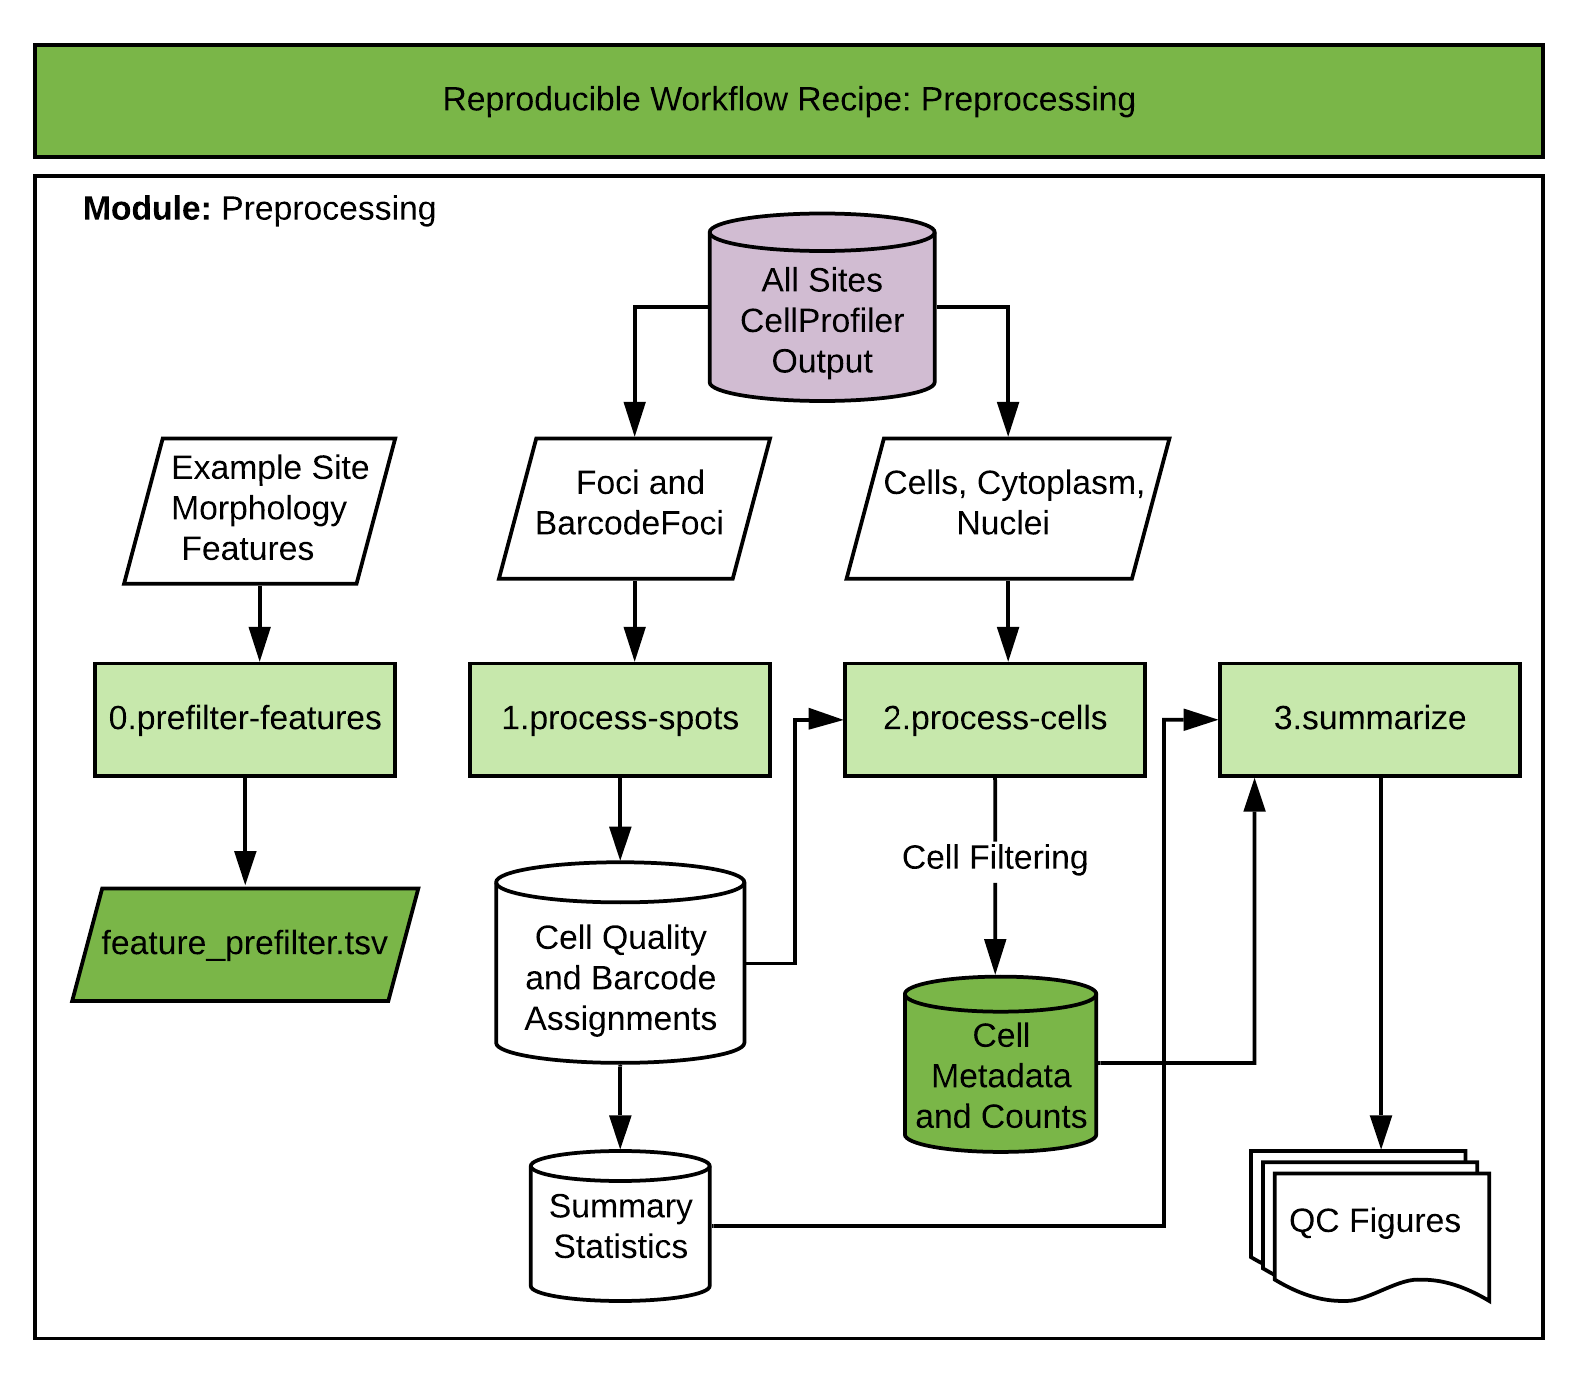 Reproducible Workflow Recipe: Preprocessing
Module: Preprocessing
All Sites
CellProfiler
Output
Example Site
Morphology
Features
Foci and
BarcodeFoci
Cells, Cytoplasm,
Nuclei
0.prefilter-features
1.process-spots
2.process-cells
3.summarize
Cell Filtering
feature_prefilter.tsv
Cell Quality
and Barcode
Assignments
Cell
Metadata
and Counts
Summary
Statistics
QC Figures